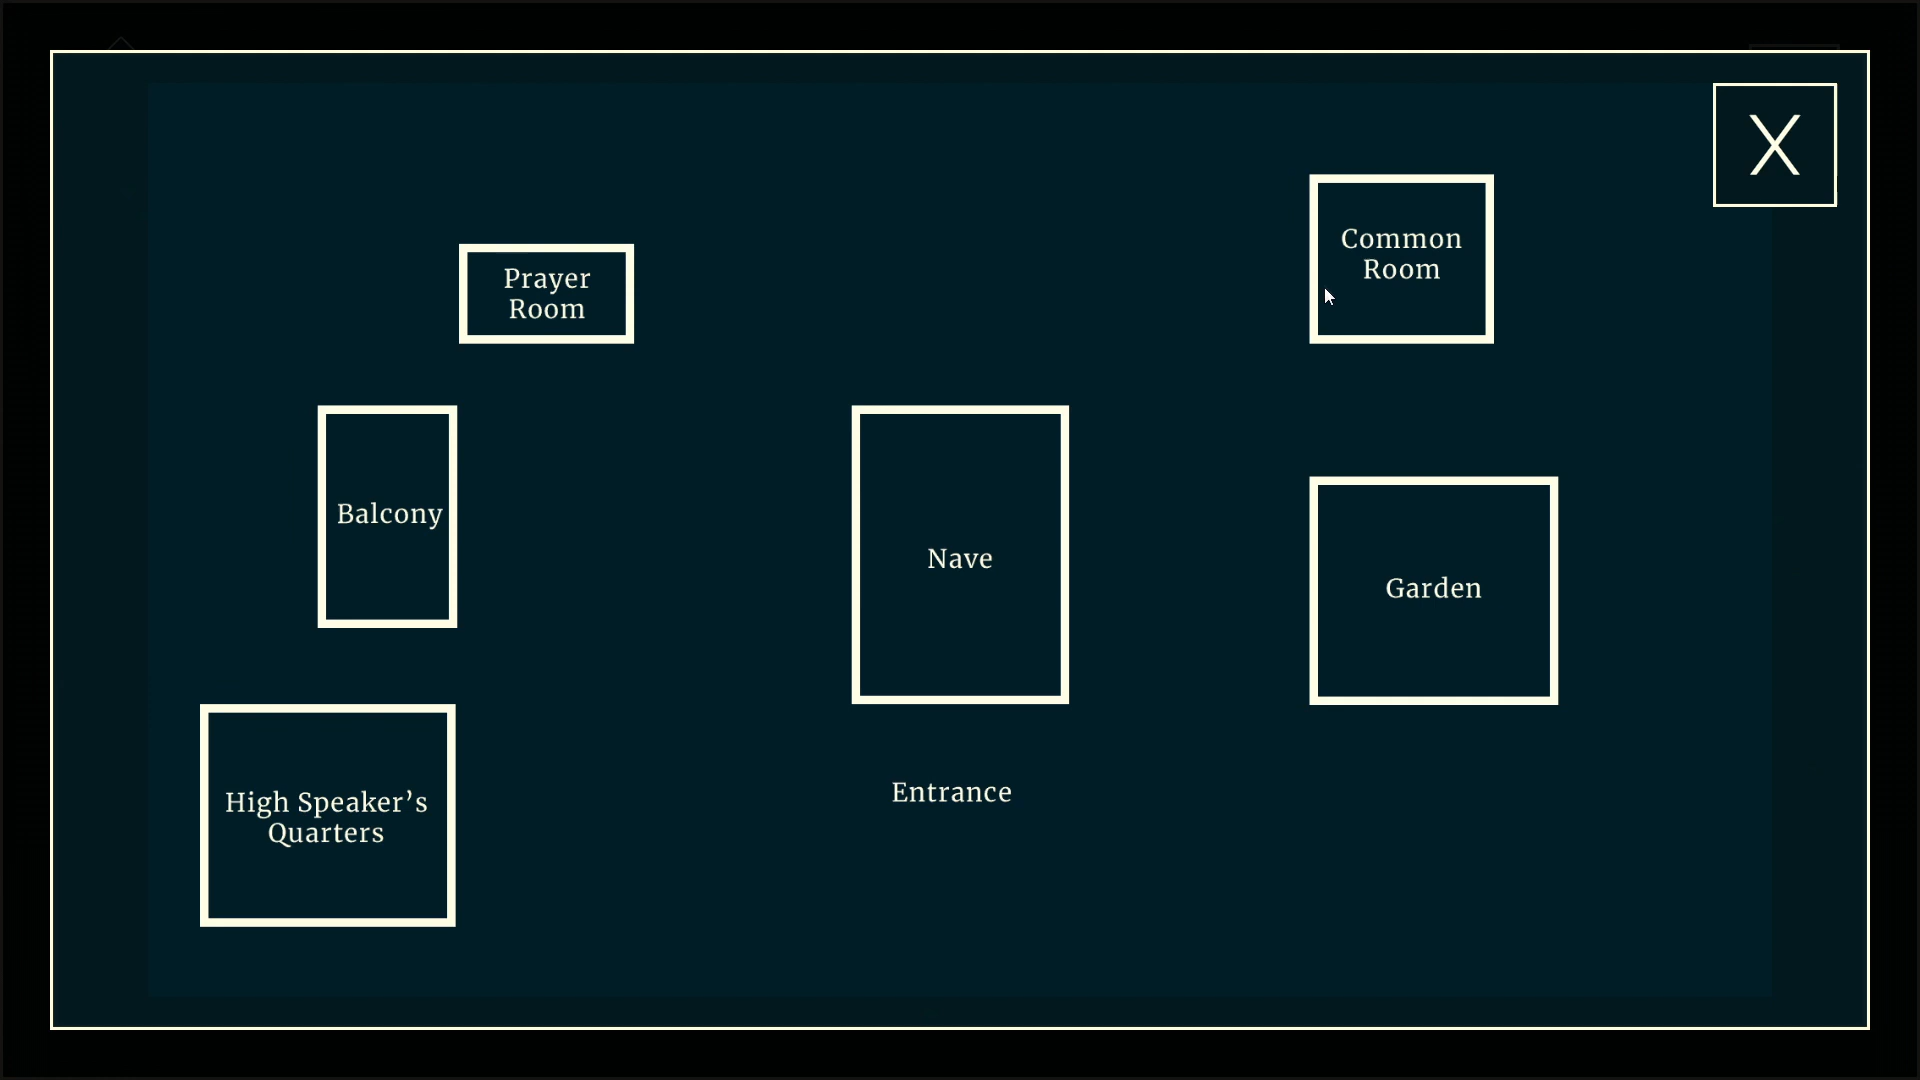 X
Common
Room
Prayer
Room
Balcony
Nave
Garden
Entrance
High Speaker’s
Quarters